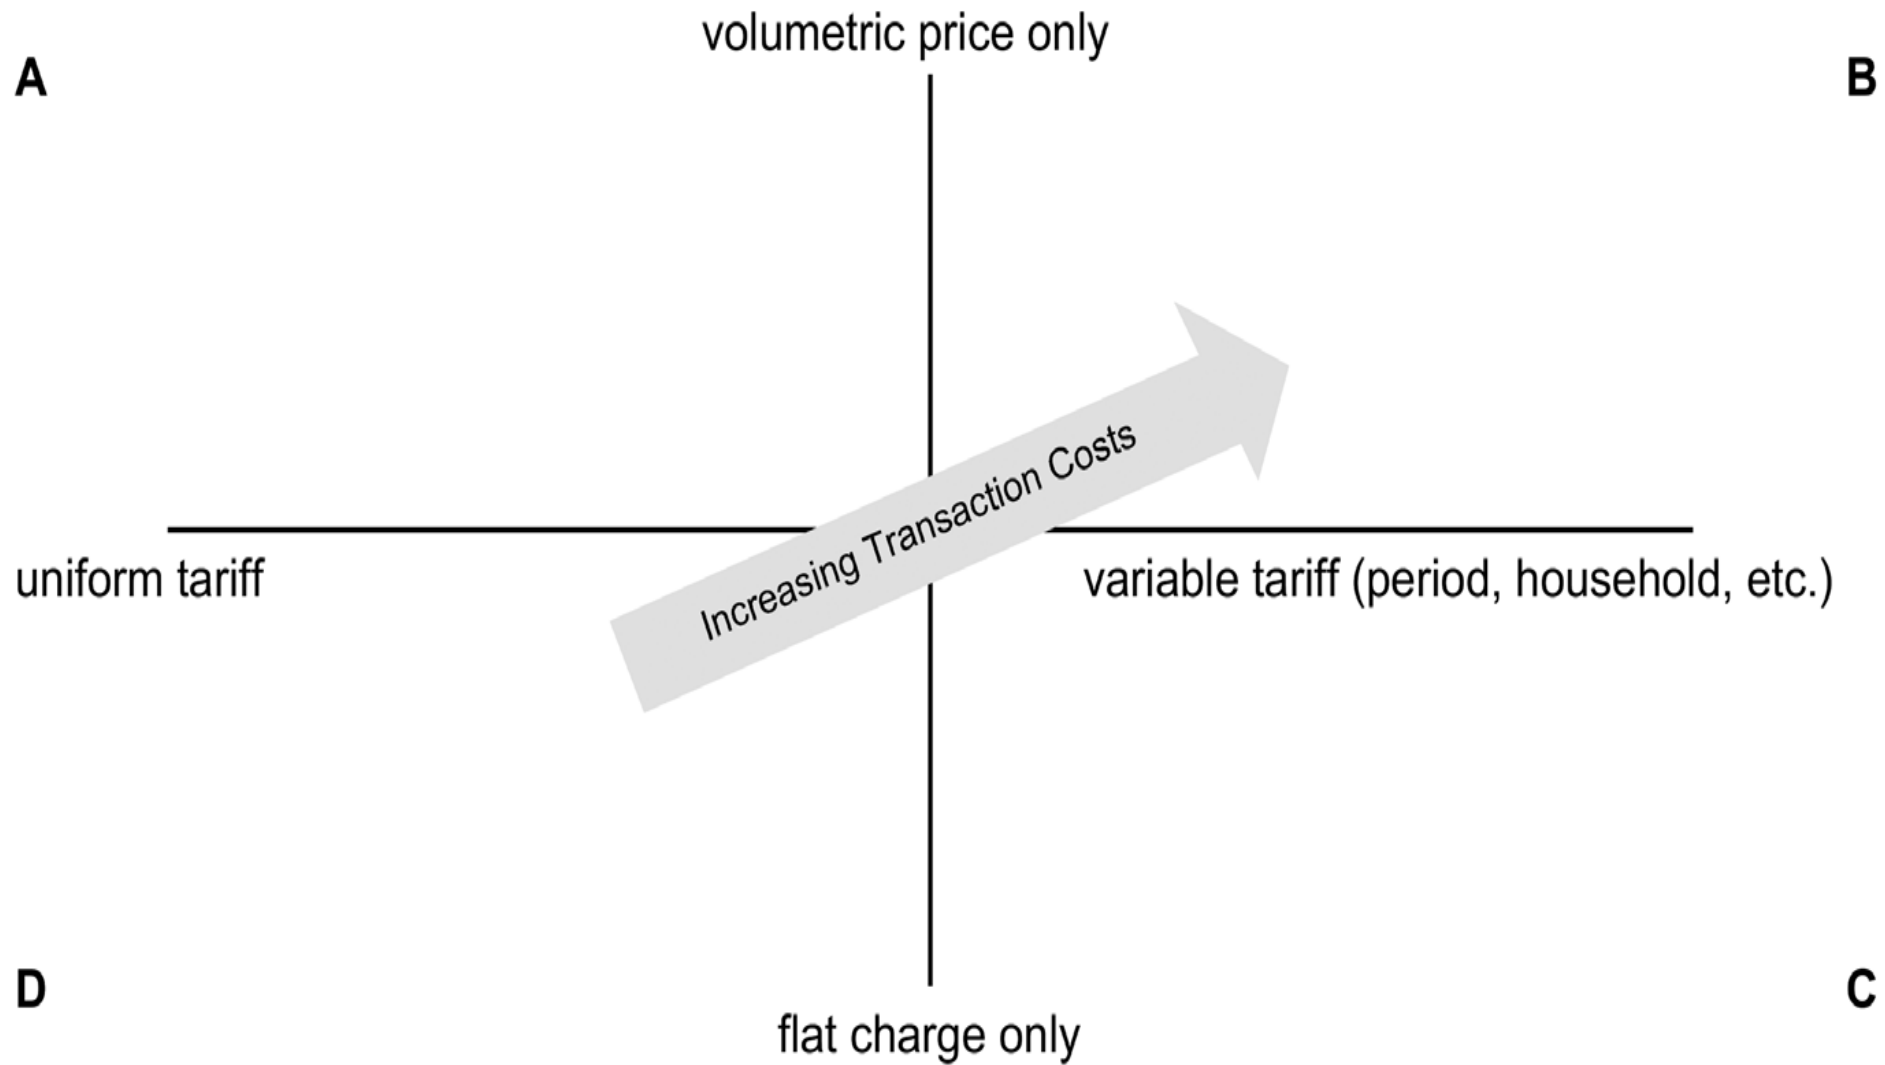 volumetric price only
A
B
Increasing Transaction Costs
uniform tariff
variable tariff (period, household, etc.)
D
C
flat charge only